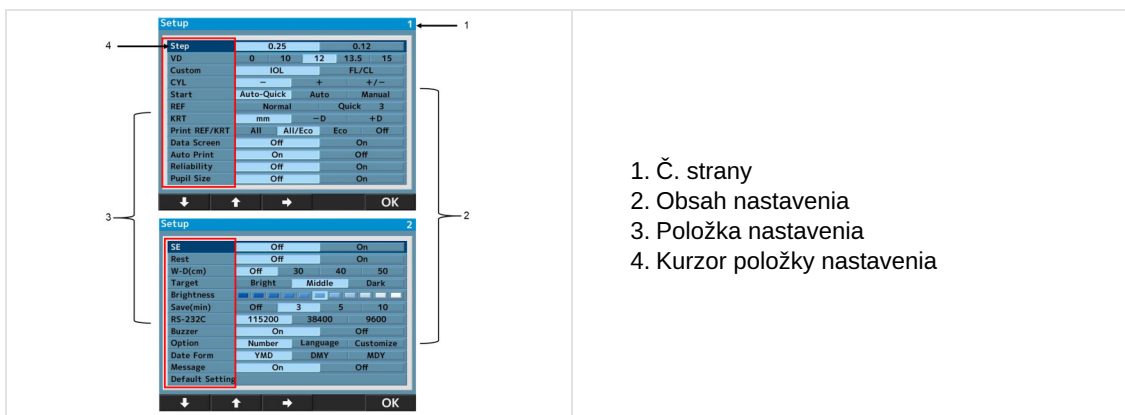 Setup 1
1
4
Step 0.25 0.12
VD 0 10 12 13.5 15
Custom IOL FL/CL
CYL − + +/−
Start Auto-Quick Auto Manual
REF Normal Quick 3
KRT mm −D +D
Print REF/KRT All All/Eco Eco Off
Data Screen Off On
Auto Print On Off
Reliability Off On
Pupil Size Off On
OK
3
2
Setup 2
SE Off On
Rest Off On
W-D(cm) Off 30 40 50
Target Bright Middle Dark
Brightness
Save(min) Off 3 5 10
RS-232C 115200 38400 9600
Buzzer On Off
Option Number Language Customize
Date Form YMD DMY MDY
Message On Off
Default Setting
OK
1. Č. strany
2. Obsah nastavenia
3. Položka nastavenia
4. Kurzor položky nastavenia